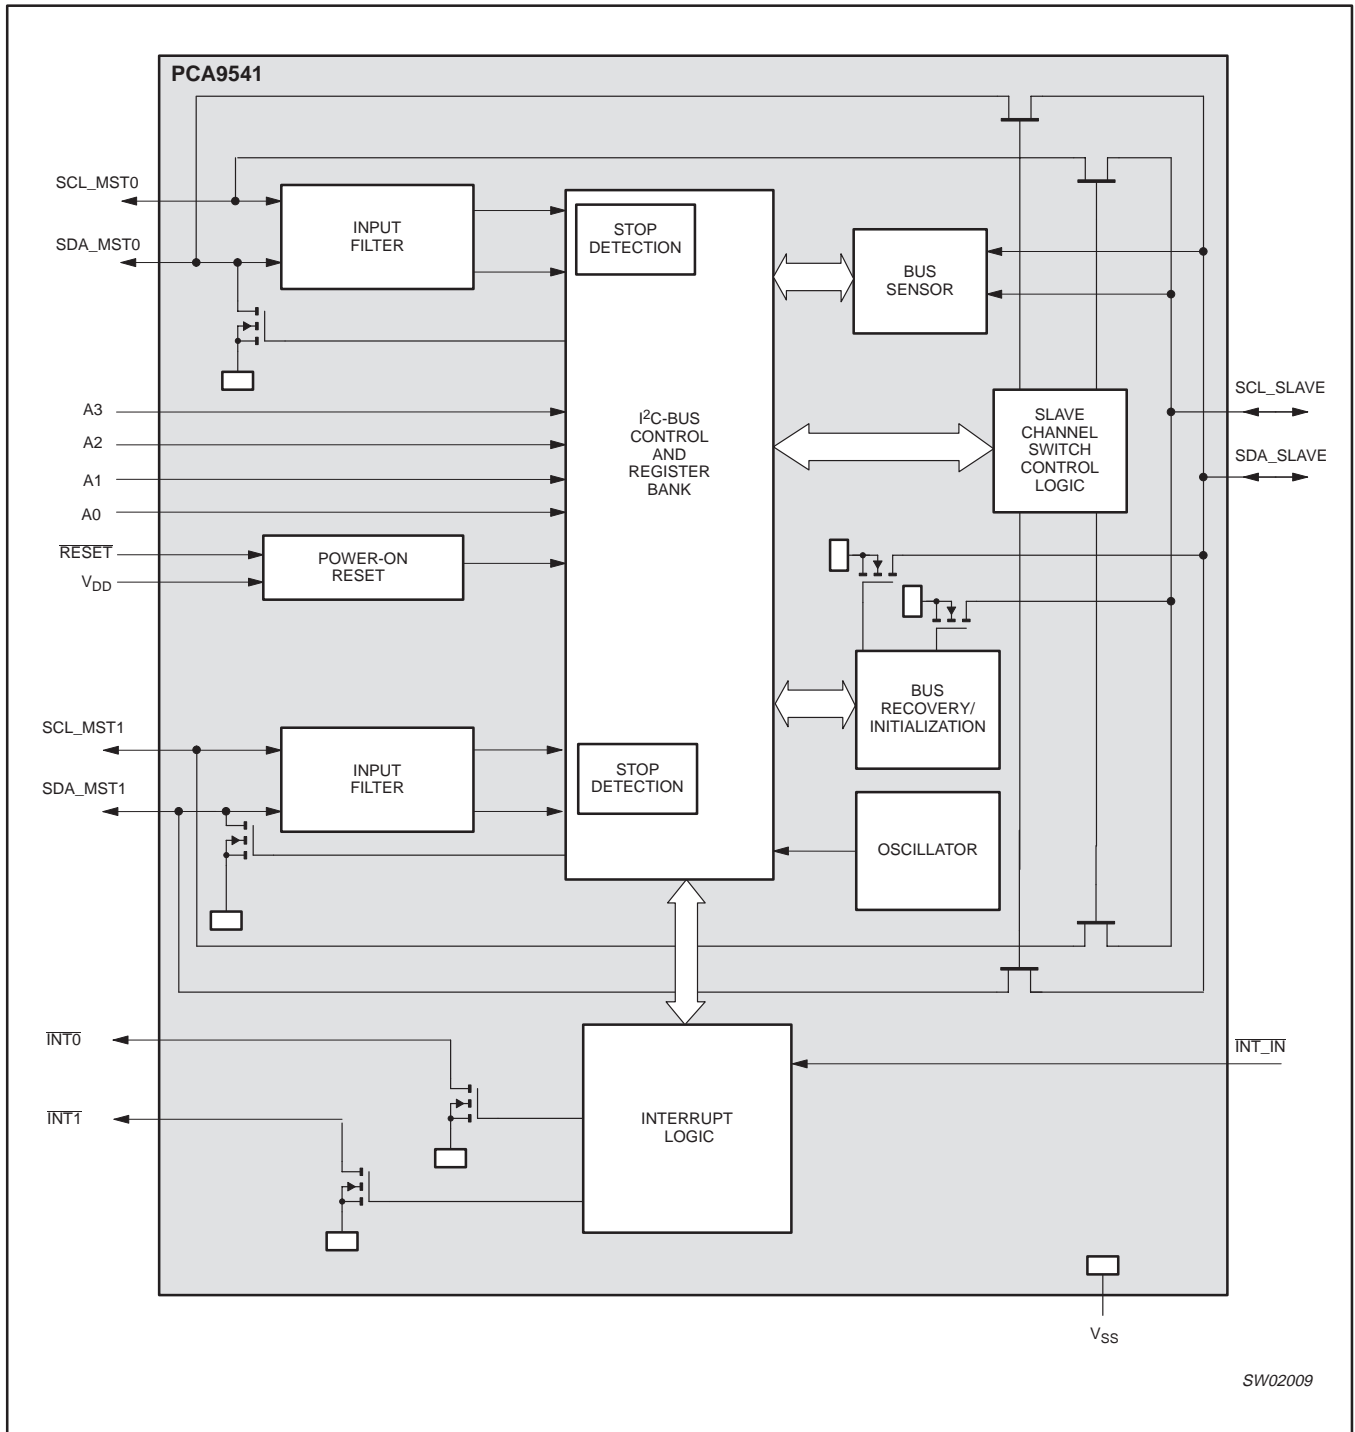 PCA9541
SCL_MST0
SDA_MST0
INPUT
FILTER
STOP
DETECTION
BUS
SENSOR
A3
A2
A1
A0
I²C-BUS
CONTROL
AND
REGISTER
BANK
SLAVE
CHANNEL
SWITCH
CONTROL
LOGIC
SCL_SLAVE
SDA_SLAVE
RESET
VDD
POWER-ON
RESET
BUS
RECOVERY/
INITIALIZATION
SCL_MST1
SDA_MST1
INPUT
FILTER
STOP
DETECTION
OSCILLATOR
INT0
INT1
INTERRUPT
LOGIC
INT_IN
VSS
SW02009